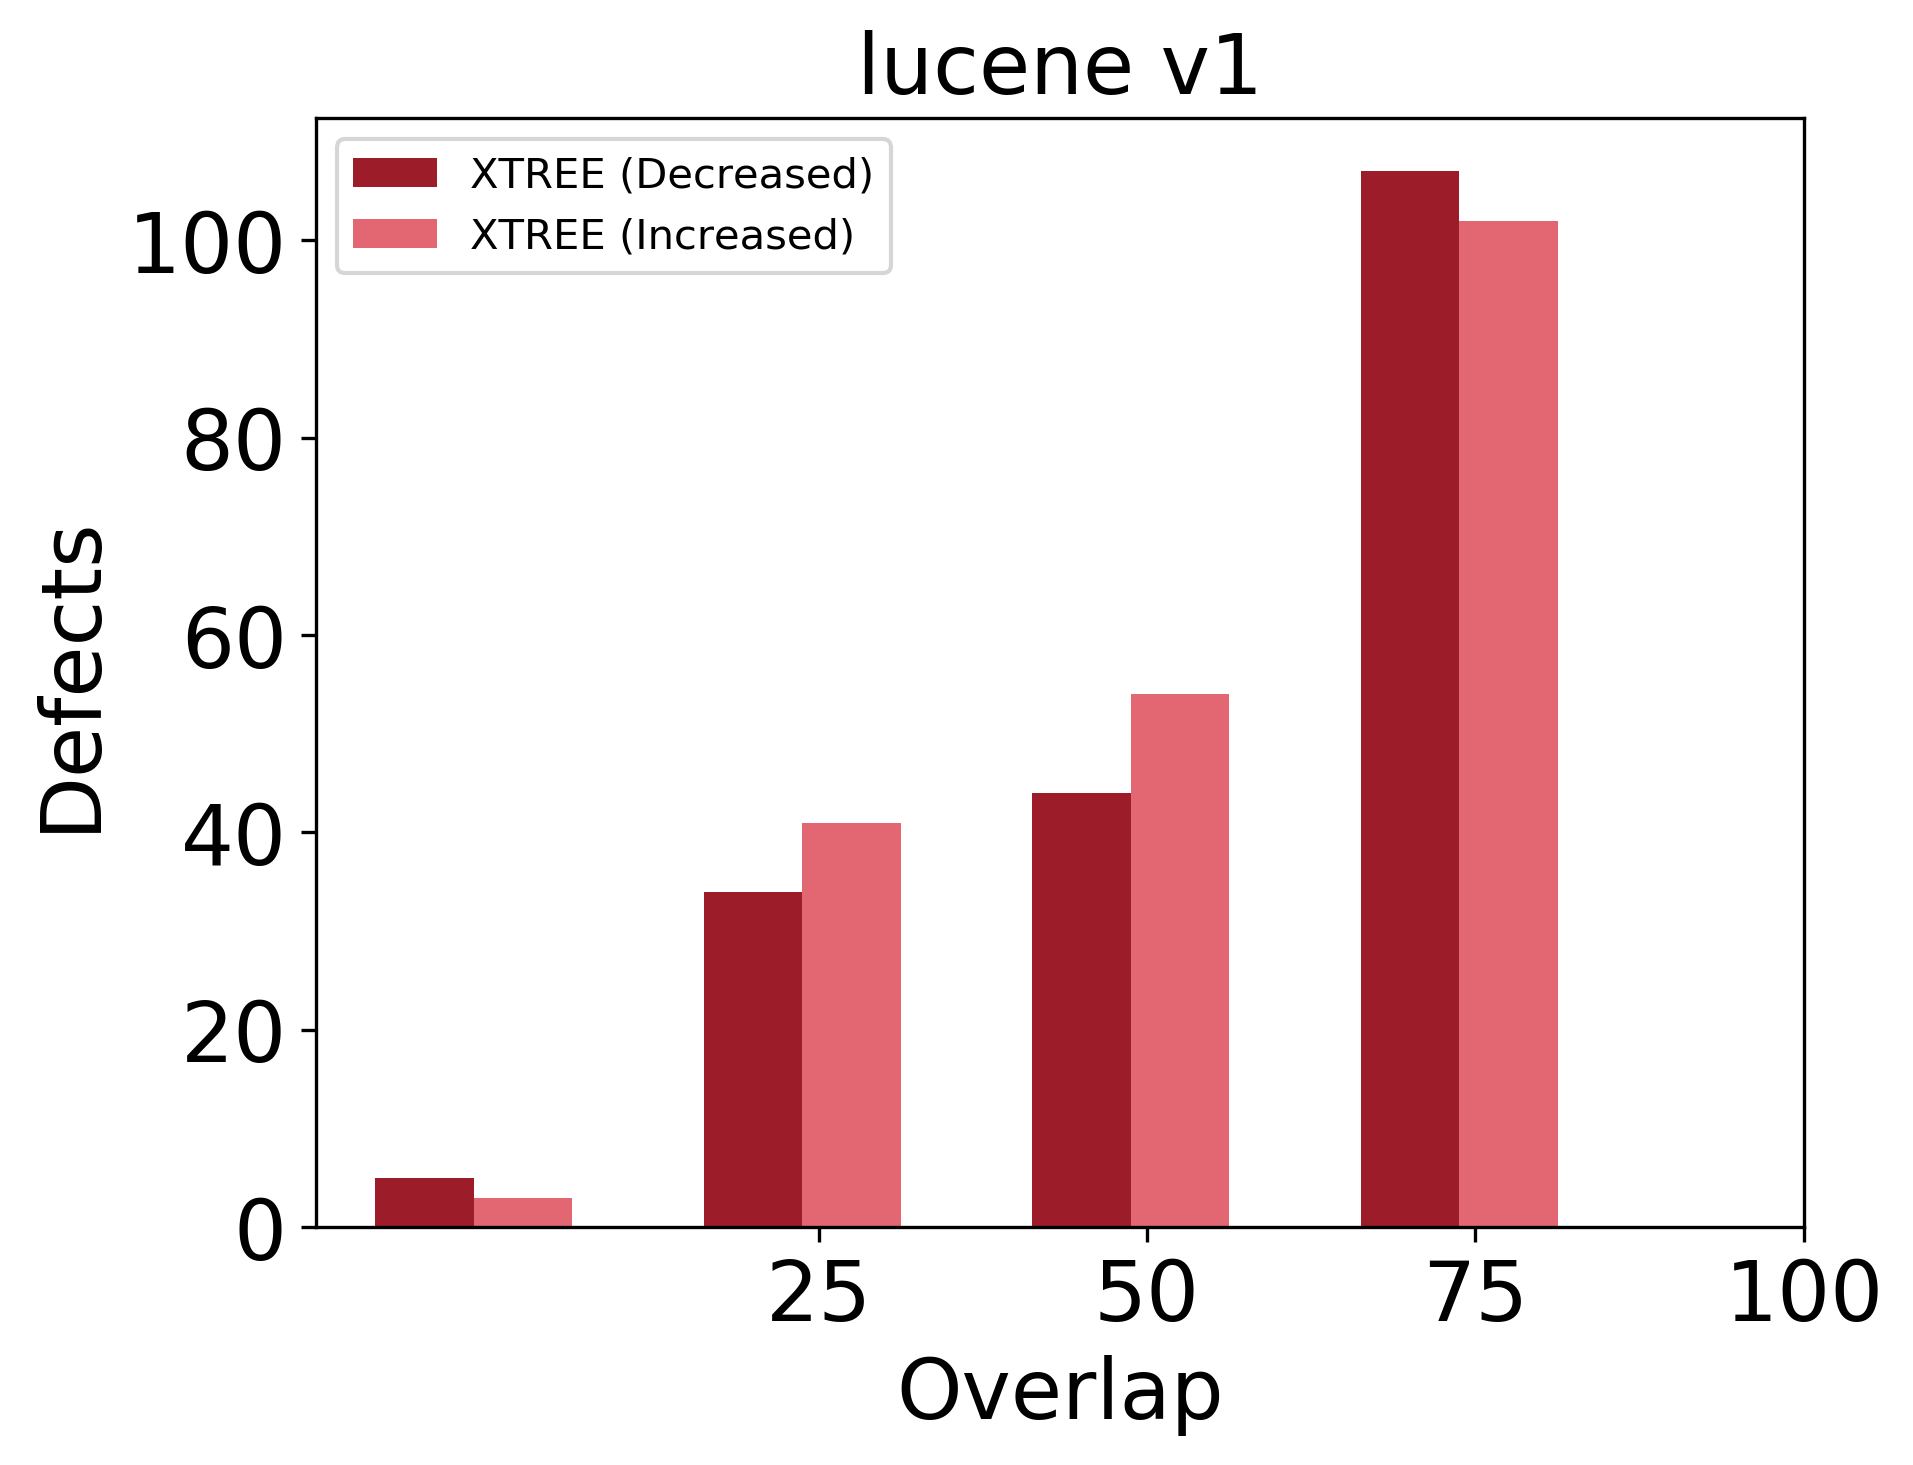 lucene v1
XTREE (Decreased)
XTREE (Increased)
100
80
60
40
20
0
Defects
25 50 75 100
Overlap